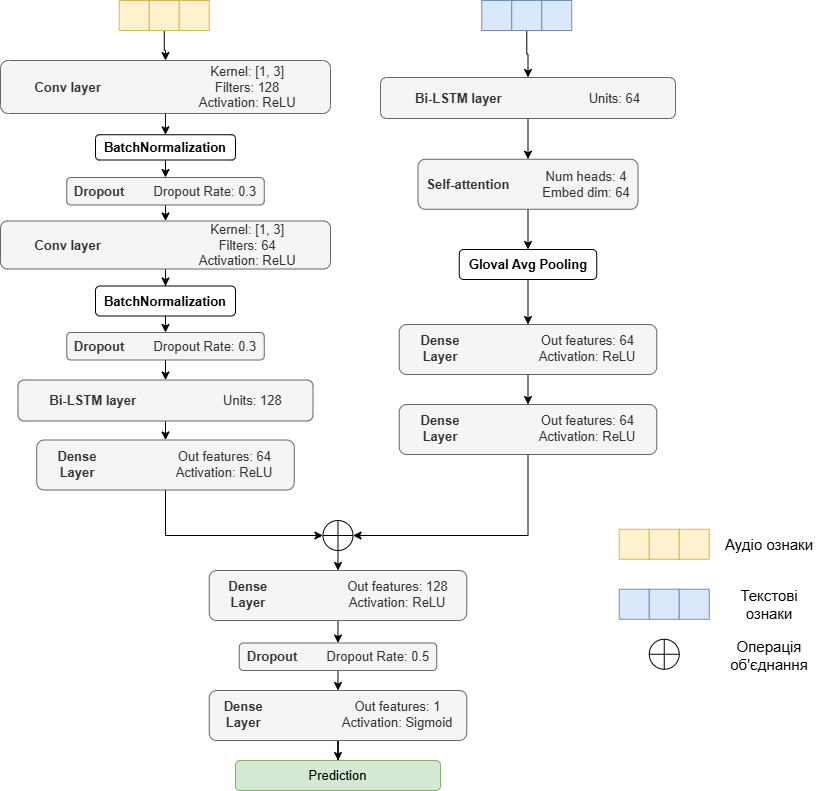 Conv layer
Kernel: [1, 3]
Filters: 128
Activation: ReLU
BatchNormalization
Dropout
Dropout Rate: 0.3
Conv layer
Kernel: [1, 3]
Filters: 64
Activation: ReLU
BatchNormalization
Dropout
Dropout Rate: 0.3
Bi-LSTM layer
Units: 128
Dense
Layer
Out features: 64
Activation: ReLU
Bi-LSTM layer
Units: 64
Self-attention
Num heads: 4
Embed dim: 64
Gloval Avg Pooling
Dense
Layer
Out features: 64
Activation: ReLU
Dense
Layer
Out features: 64
Activation: ReLU
Dense
Layer
Out features: 128
Activation: ReLU
Dropout
Dropout Rate: 0.5
Dense
Layer
Out features: 1
Activation: Sigmoid
Prediction
Аудіо ознаки
Текстові
ознаки
Операція
об'єднання